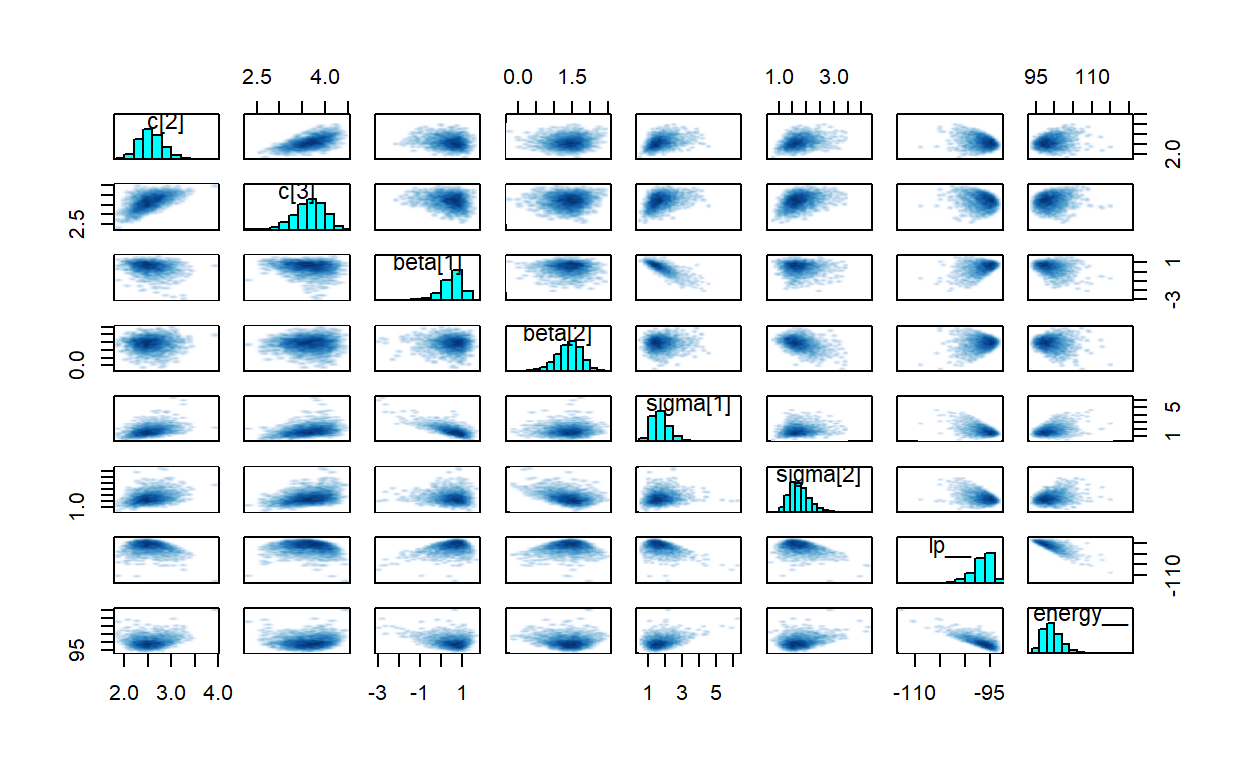 2.5 4.0 0.0 1.5 1.0 3.0 95 110
c[2]
2.0
c[3]
2.5
beta[1]
1
-3
beta[2]
0.0
sigma[1]
5
1
sigma[2]
1.0
lp__
-110
energy__
95
2.0 3.0 4.0 -3 -1 1 1 3 5 -110 -95